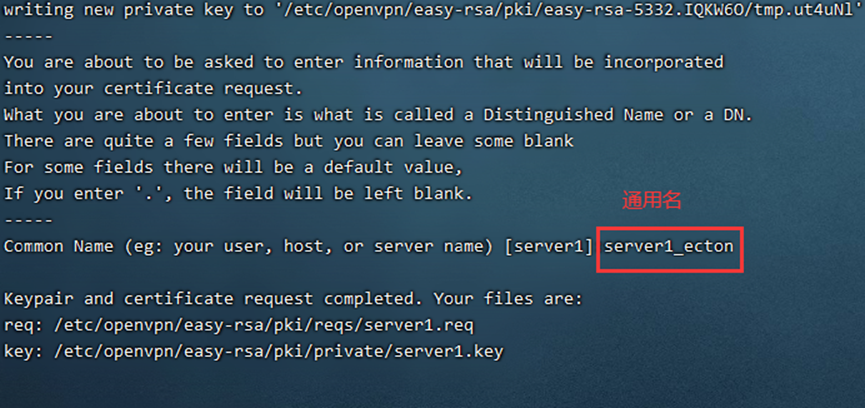 writing new private key to '/etc/openvpn/easy-rsa/pki/easy-rsa-5332.IQKW6O/tmp.ut4uNl'
-----
You are about to be asked to enter information that will be incorporated
into your certificate request.
What you are about to enter is what is called a Distinguished Name or a DN.
There are quite a few fields but you can leave some blank
For some fields there will be a default value,
If you enter '.', the field will be left blank.
-----
通用名
Common Name (eg: your user, host, or server name) [server1] server1_ecton
Keypair and certificate request completed. Your files are:
req: /etc/openvpn/easy-rsa/pki/reqs/server1.req
key: /etc/openvpn/easy-rsa/pki/private/server1.key